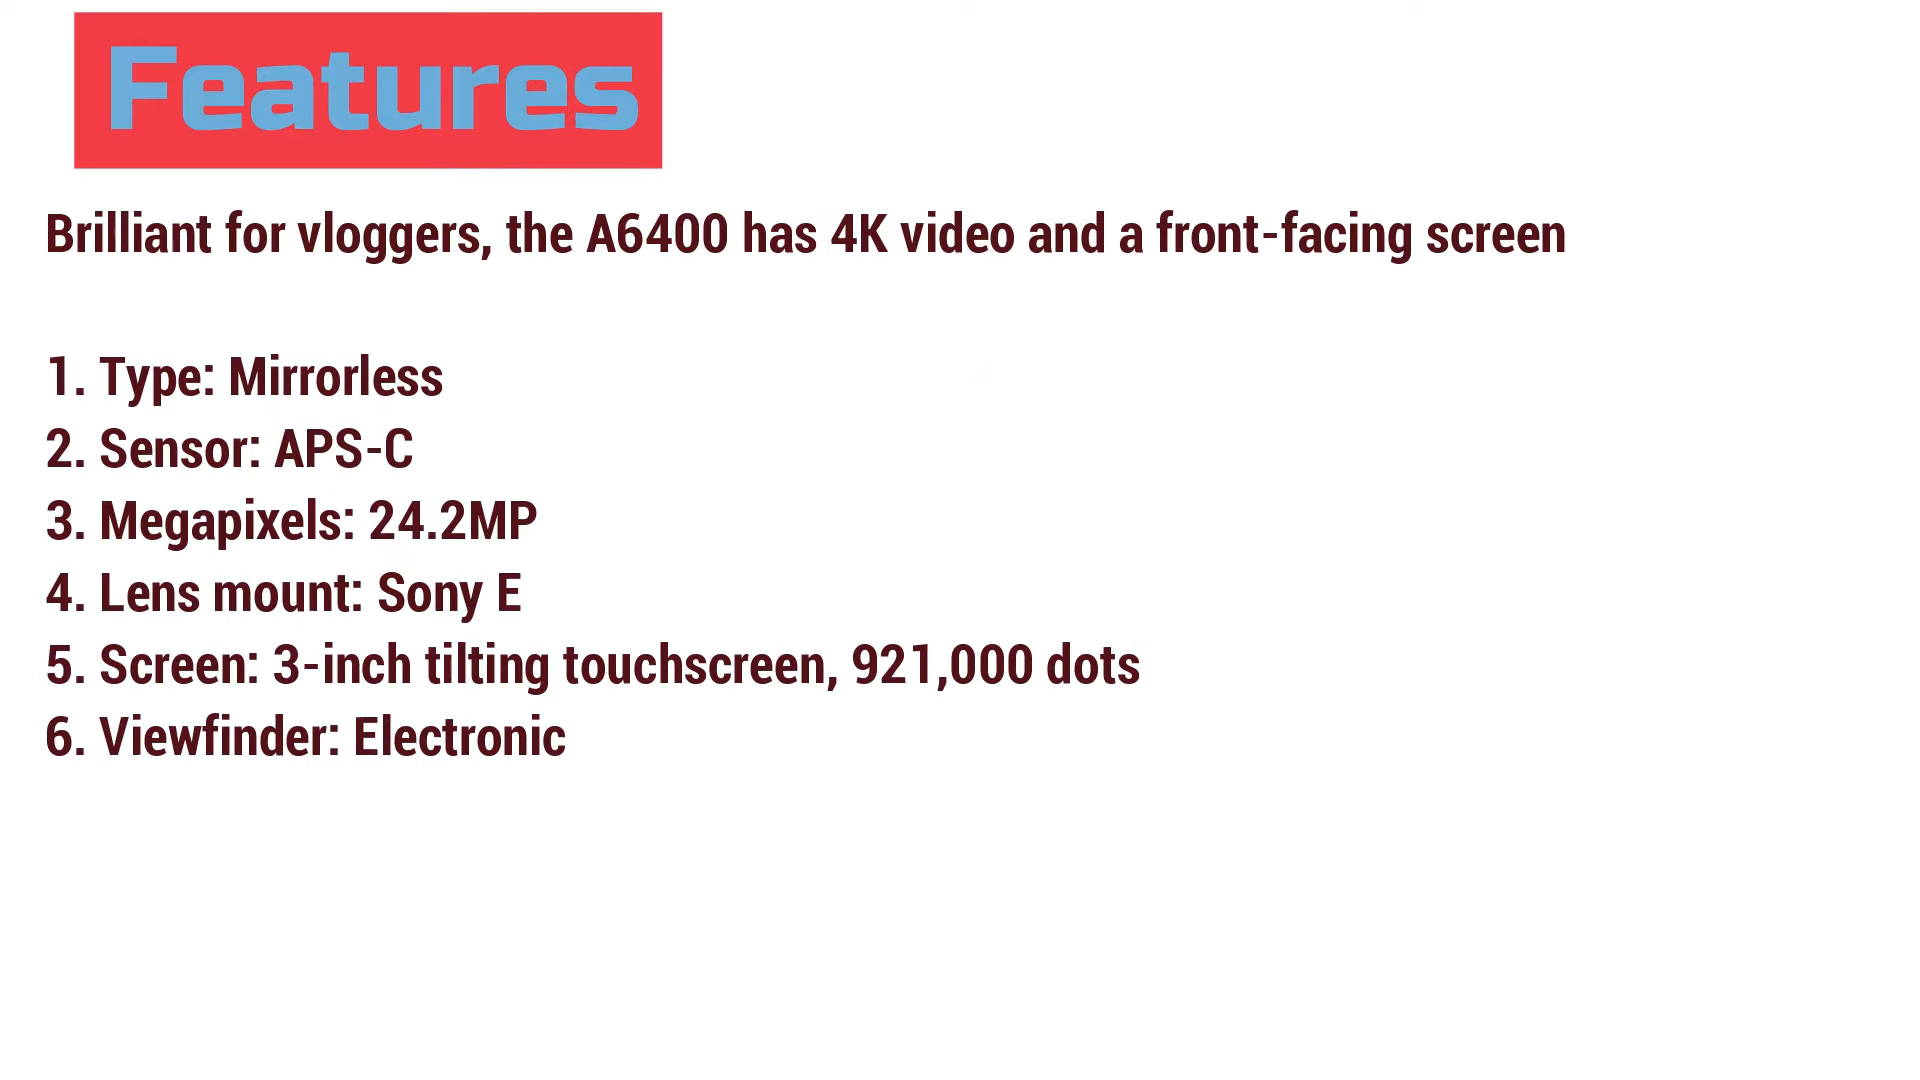 Features
Brilliant for vloggers, the A6400 has 4K video and a front-facing screen
1. Type: Mirrorless
2. Sensor: APS-C
3. Megapixels: 24.2MP
4. Lens mount: Sony E
5. Screen: 3-inch tilting touchscreen, 921,000 dots
6. Viewfinder: Electronic